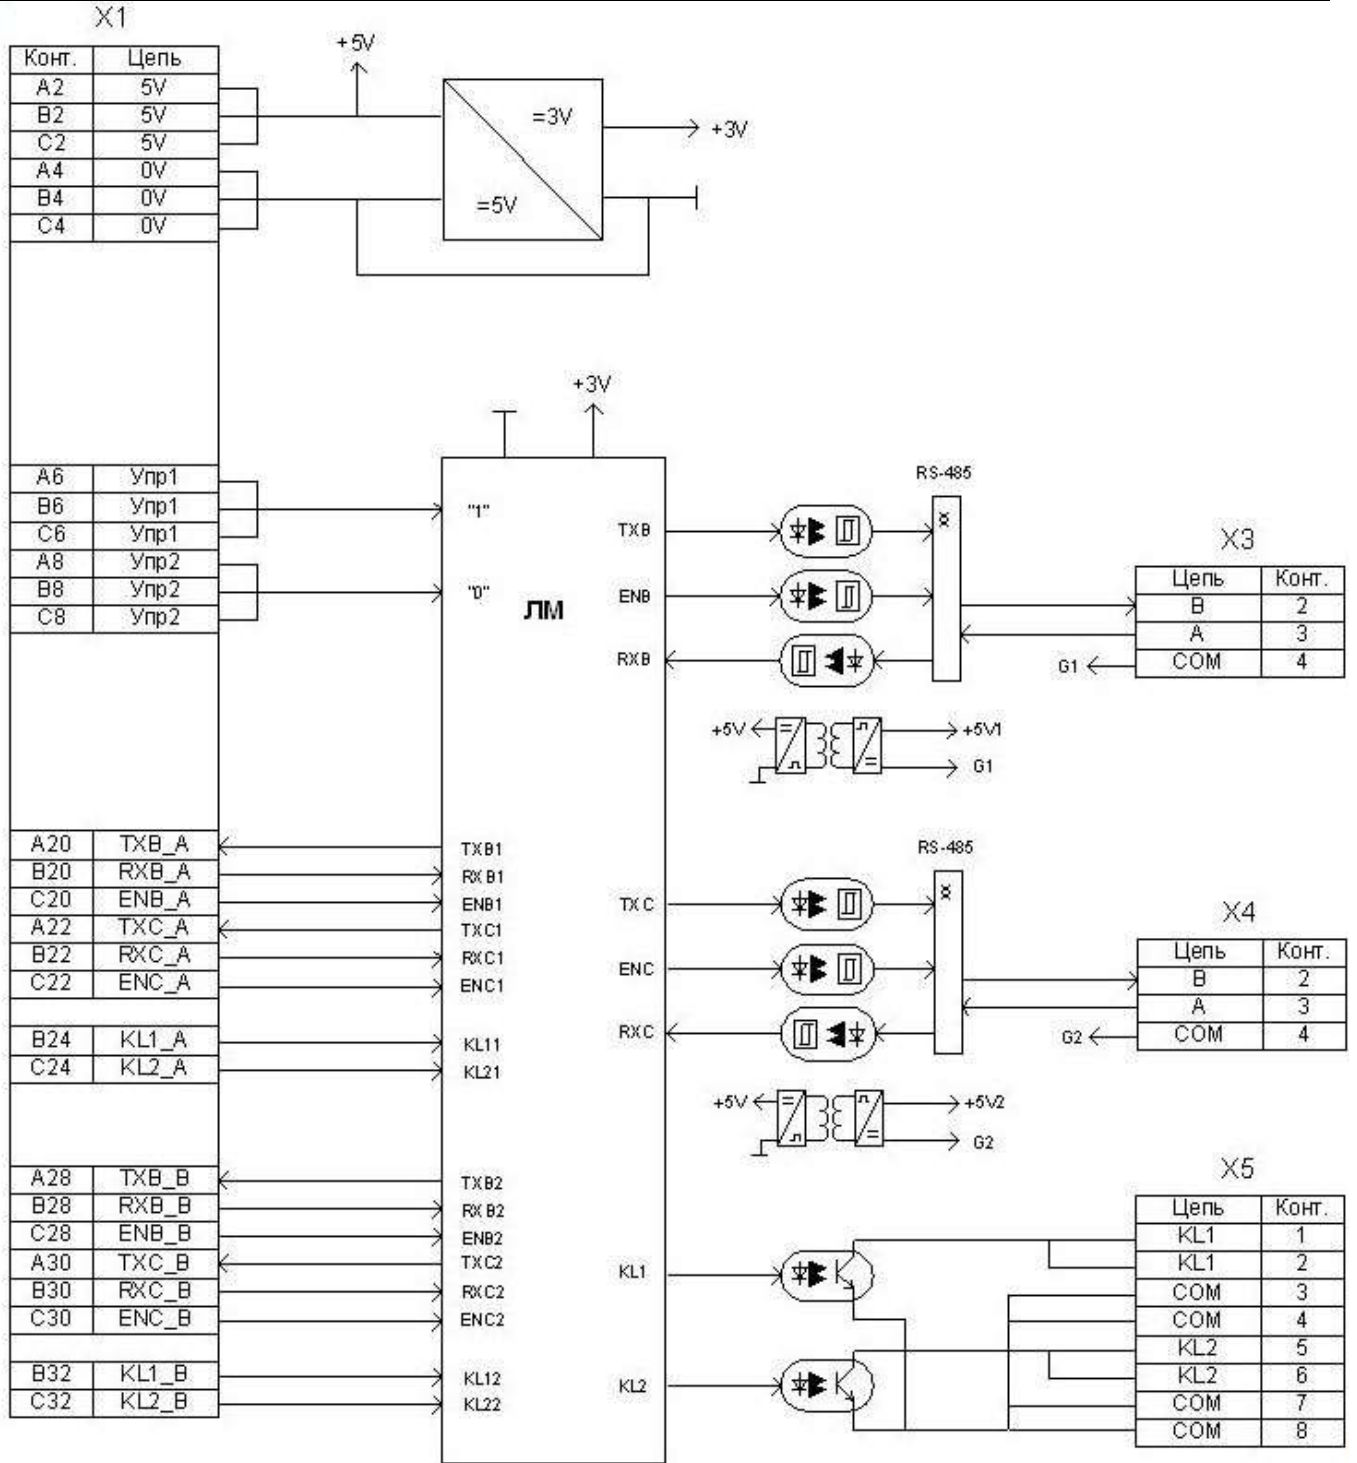 X1
Конт. Цепь
A2 5V
B2 5V
C2 5V
A4 0V
B4 0V
C4 0V
+5V
=3V
=5V
+3V
A6 Упр1
B6 Упр1
C6 Упр1
A8 Упр2
B8 Упр2
C8 Упр2
A20 TXB_A
B20 RXB_A
C20 ENB_A
A22 TXC_A
B22 RXC_A
C22 ENC_A
B24 KL1_A
C24 KL2_A
A28 TXB_B
B28 RXB_B
C28 ENB_B
A30 TXC_B
B30 RXC_B
C30 ENC_B
B32 KL1_B
C32 KL2_B
+3V
"1"
"0"
ЛМ
TXB1
RXB1
ENB1
TXC1
RXC1
ENC1
KL11
KL21
TXB2
RXB2
ENB2
TXC2
RXC2
ENC2
KL12
KL22
TXB
ENB
RXB
TXC
ENC
RXC
KL1
KL2
RS-485
+5V
+5V1
G1
G1
X3
Цепь Конт.
B 2
A 3
COM 4
RS-485
+5V
+5V2
G2
G2
X4
Цепь Конт.
B 2
A 3
COM 4
X5
Цепь Конт.
KL1 1
KL1 2
COM 3
COM 4
KL2 5
KL2 6
COM 7
COM 8